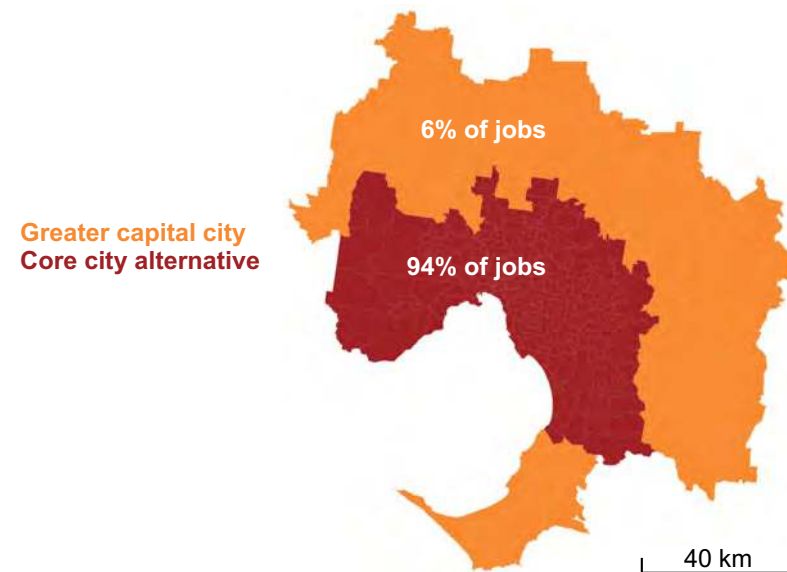 6% of jobs
Greater capital city
Core city alternative
94% of jobs
40 km